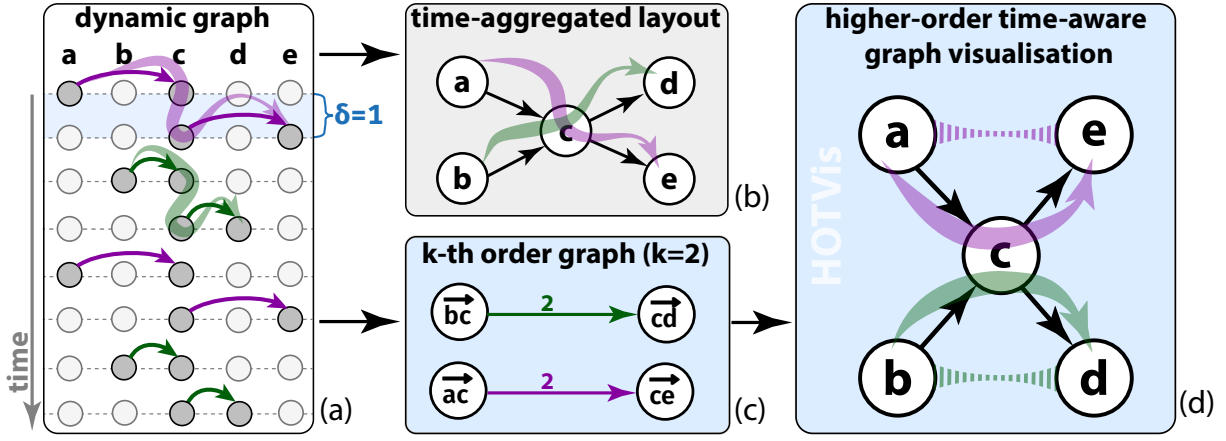 dynamic graph
a b c d e
δ=1
time
(a)
time-aggregated layout
a
d
c
b
e
(b)
k-th order graph (k=2)
bc 2 cd
ac 2 ce
(c)
higher-order time-aware
graph visualisation
HOTVis
a
e
c
b
d
(d)